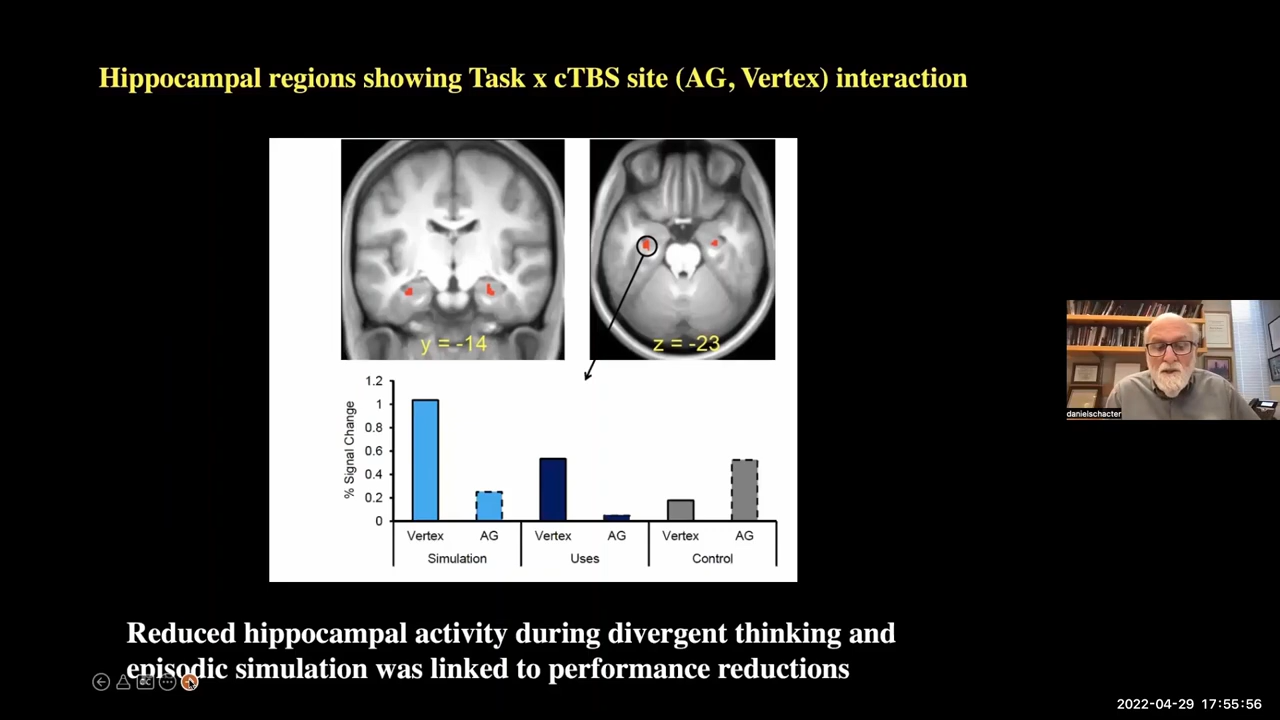 Hippocampal regions showing Task x cTBS site (AG, Vertex) interaction
y = -14
z = -23
% Signal Change
1.2
1
0.8
0.6
0.4
0.2
0
Vertex AG Vertex AG Vertex AG
Simulation Uses Control
danielschacter
Reduced hippocampal activity during divergent thinking and
episodic simulation was linked to performance reductions
2022-04-29 17:55:56